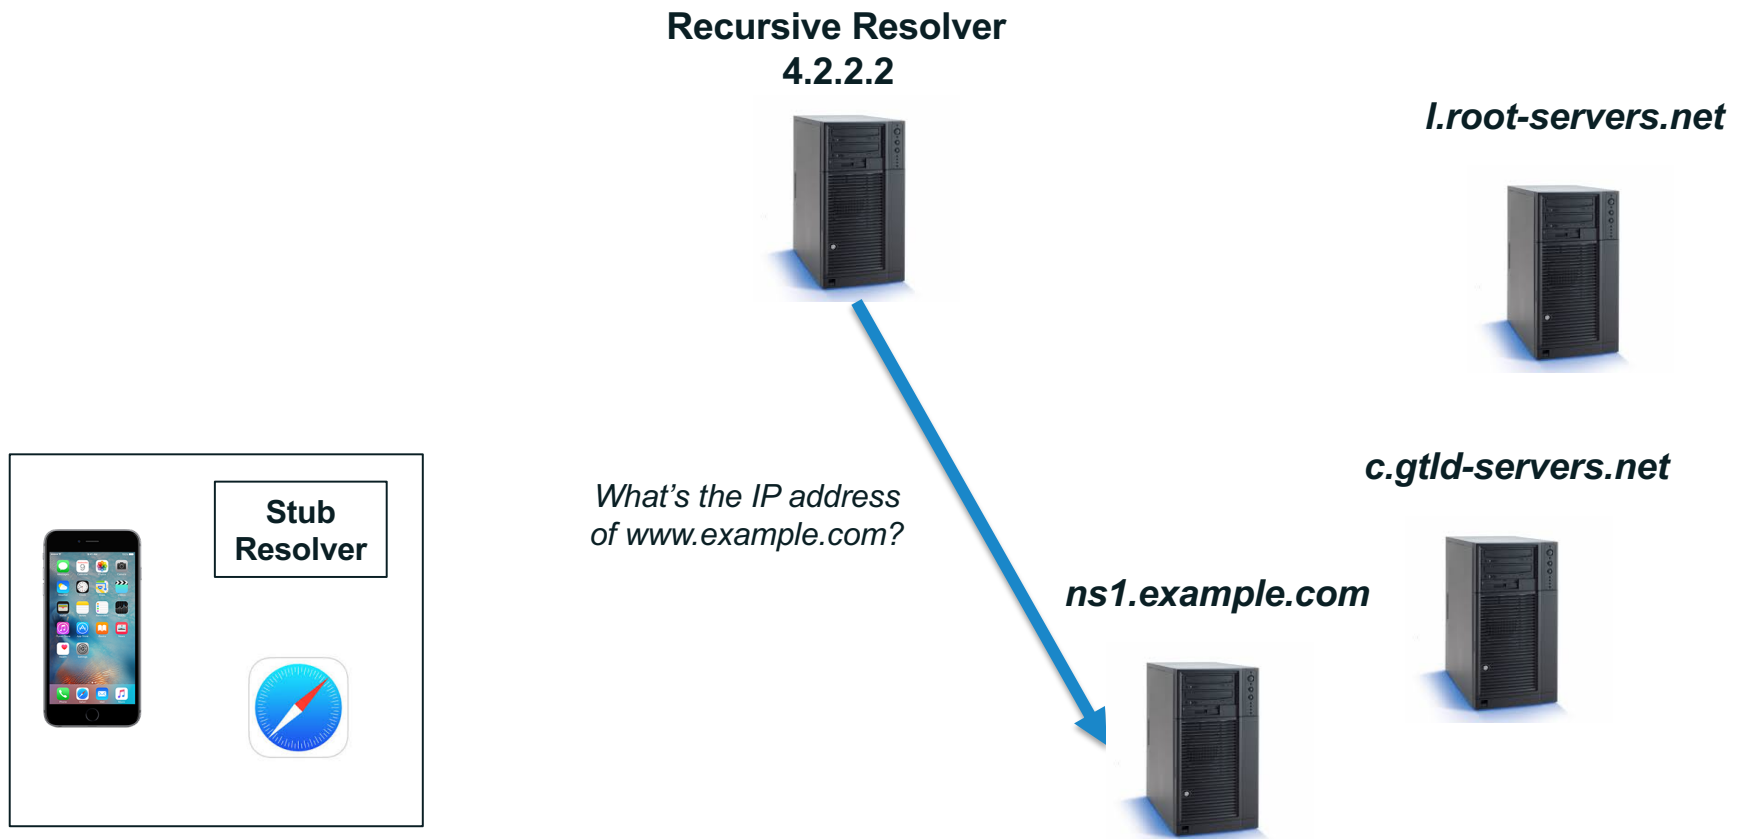 Recursive Resolver
4.2.2.2
l.root-servers.net
c.gtld-servers.net
Stub
Resolver
What’s the IP address
of www.example.com?
ns1.example.com